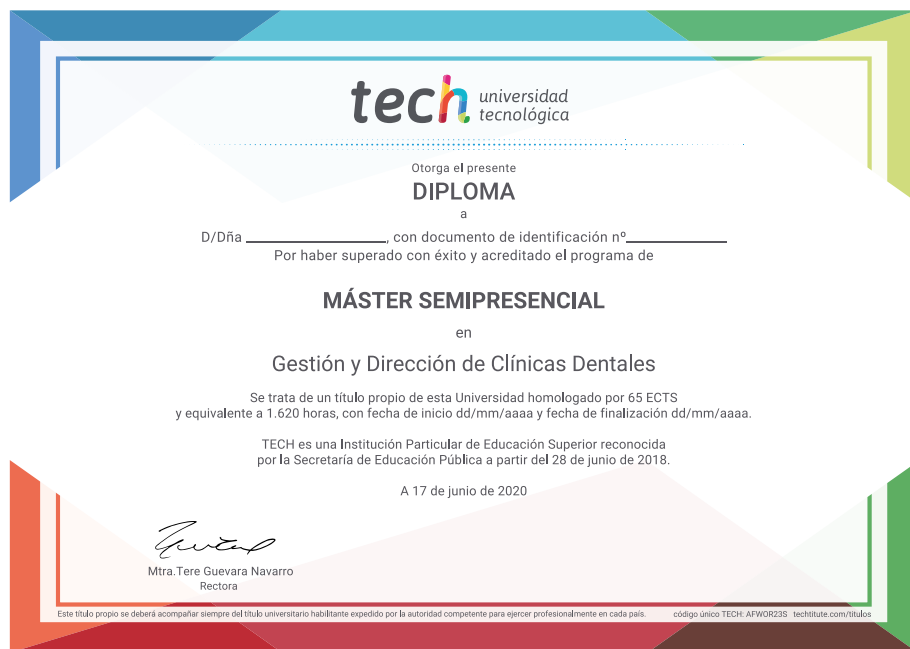 tech universidad
tecnológica
Otorga el presente
DIPLOMA
a
D/Dña ________________, con documento de identificación nº____________
Por haber superado con éxito y acreditado el programa de
MÁSTER SEMIPRESENCIAL
en
Gestión y Dirección de Clínicas Dentales
Se trata de un título propio de esta Universidad homologado por 65 ECTS
y equivalente a 1.620 horas, con fecha de inicio dd/mm/aaaa y fecha de finalización dd/mm/aaaa.
TECH es una Institución Particular de Educación Superior reconocida
por la Secretaría de Educación Pública a partir del 28 de junio de 2018.
A 17 de junio de 2020
Mtra.Tere Guevara Navarro
Rectora
Este título propio se deberá acompañar siempre del título universitario habilitante expedido por la autoridad competente para ejercer profesionalmente en cada país. código único TECH: AFWOR23S techtitute.com/titulos